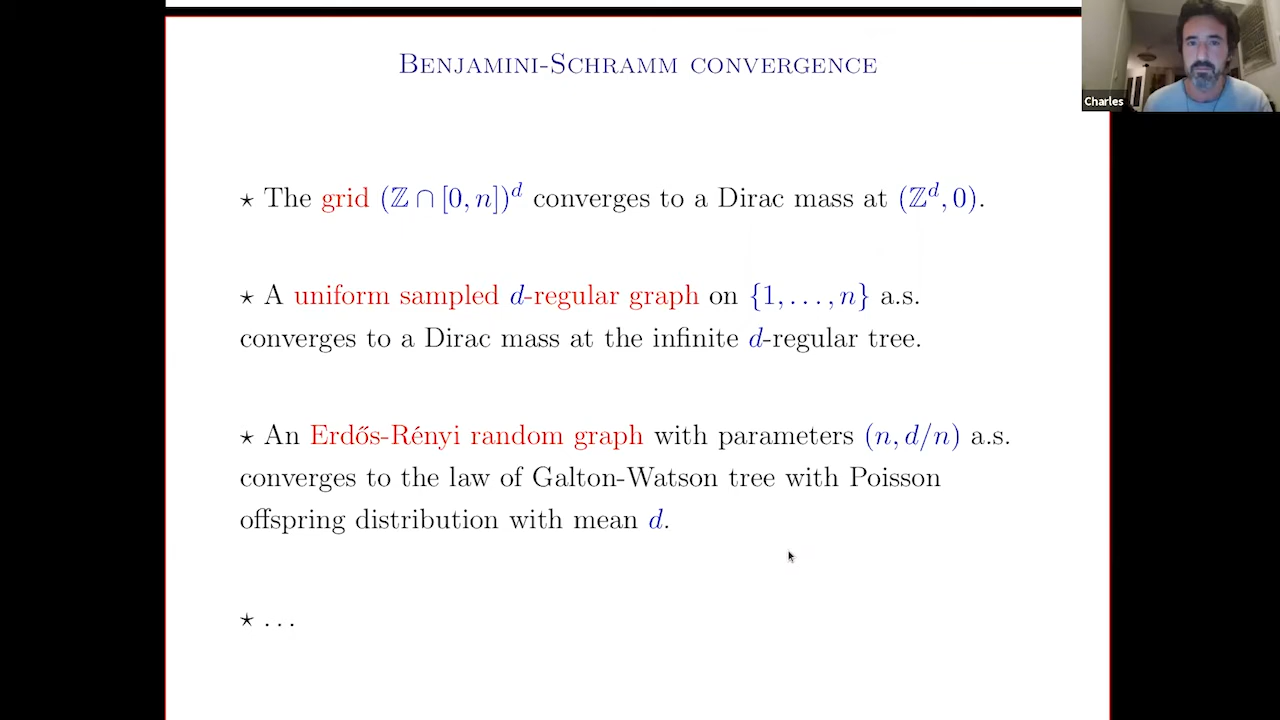 Benjamini-Schramm convergence
Charles
⋆ The grid (ℤ ∩ [0, n])^d converges to a Dirac mass at (ℤ^d, 0).
⋆ A uniform sampled d-regular graph on {1, . . . , n} a.s.
converges to a Dirac mass at the infinite d-regular tree.
⋆ An Erdős-Rényi random graph with parameters (n, d/n) a.s.
converges to the law of Galton-Watson tree with Poisson
offspring distribution with mean d.
⋆ . . .